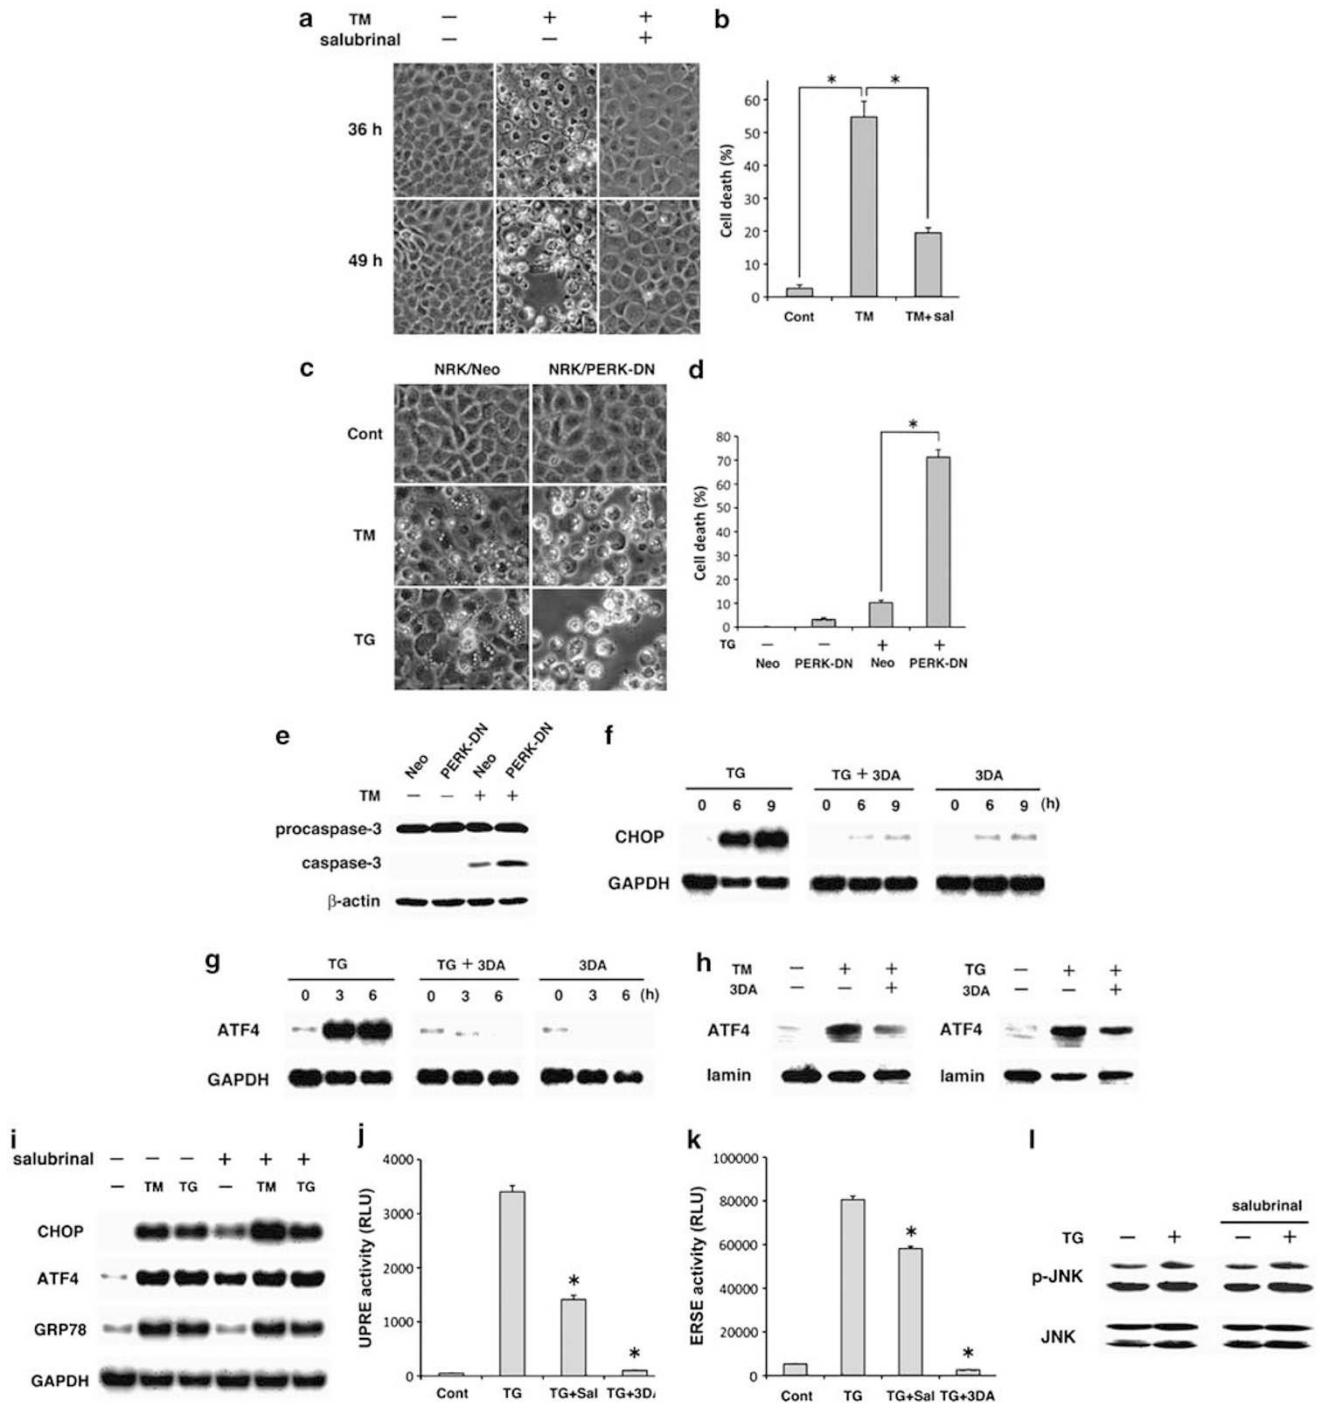 a
TM – + +
salubrinal – – +
36 h
49 h
b
Cell death (%)
60
50
40
30
20
10
0
* *
Cont TM TM+sal
c
NRK/Neo NRK/PERK-DN
Cont
TM
TG
d
Cell death (%)
80
70
60
50
40
30
20
10
0
*
TG – – + +
Neo PERK-DN Neo PERK-DN
e
Neo PERK-DN Neo PERK-DN
TM – – + +
procaspase-3
caspase-3
β-actin
f
TG TG + 3DA 3DA
0 6 9 0 6 9 0 6 9 (h)
CHOP
GAPDH
g
TG TG + 3DA 3DA
0 3 6 0 3 6 0 3 6 (h)
ATF4
GAPDH
h
TM – + +
3DA – – +
ATF4
lamin
TG – + +
3DA – – +
ATF4
lamin
i
salubrinal – – – + + +
– TM TG – TM TG
CHOP
ATF4
GRP78
GAPDH
j
UPRE activity (RLU)
4000
3000
2000
1000
0
* *
Cont TG TG+Sal TG+3DA
k
ERSE activity (RLU)
100000
80000
60000
40000
20000
0
* *
Cont TG TG+Sal TG+3DA
l
salubrinal
TG – + – +
p-JNK
JNK